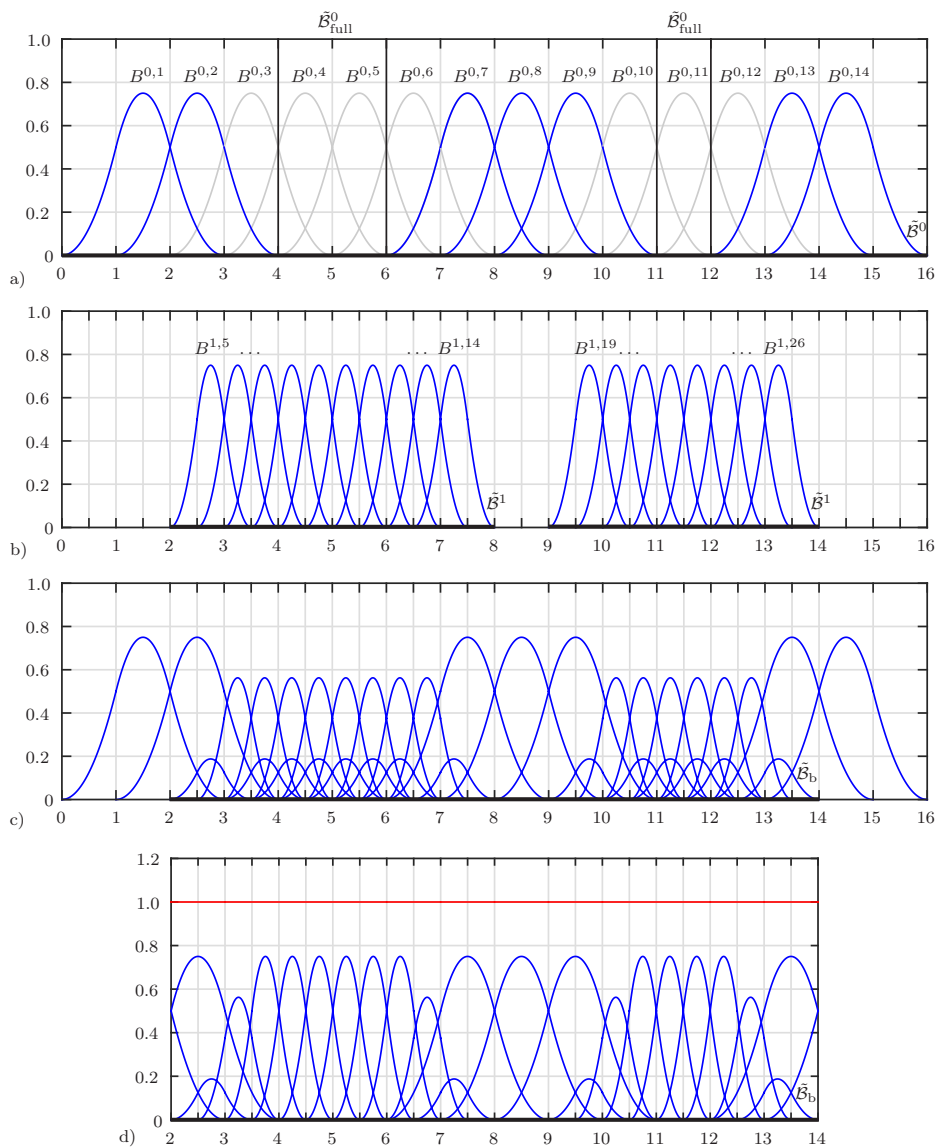 B̃⁰_full B̃⁰_full
1.0
B^{0,1} B^{0,2} B^{0,3} B^{0,4} B^{0,5} B^{0,6} B^{0,7} B^{0,8} B^{0,9} B^{0,10} B^{0,11} B^{0,12} B^{0,13} B^{0,14}
0.8
0.6
0.4
0.2
B̃⁰
0
0 1 2 3 4 5 6 7 8 9 10 11 12 13 14 15 16
a)
1.0
B^{1,5} ... ... B^{1,14} B^{1,19} ... ... B^{1,26}
0.8
0.6
0.4
0.2
B̃¹ B̃¹
0
0 1 2 3 4 5 6 7 8 9 10 11 12 13 14 15 16
b)
1.0
0.8
0.6
0.4
0.2
B̃_b
0
0 1 2 3 4 5 6 7 8 9 10 11 12 13 14 15 16
c)
1.2
1.0
0.8
0.6
0.4
0.2
B̃_b
0
d) 2 3 4 5 6 7 8 9 10 11 12 13 14